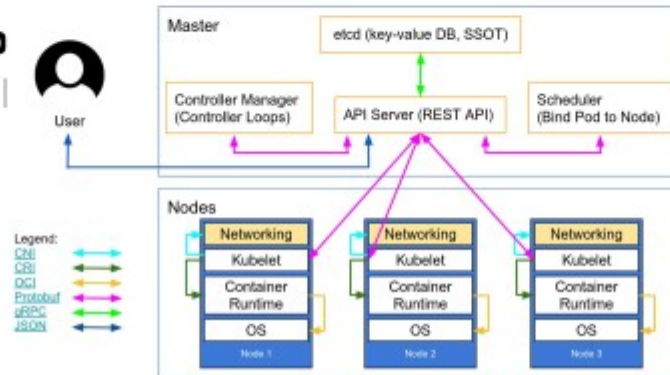 Master
etcd (key-value DB, SSOT)
Controller Manager
(Controller Loops)
API Server (REST API)
Scheduler
(Bind Pod to Node)
User
Nodes
Networking
Kubelet
Container
Runtime
OS
Node 1
Networking
Kubelet
Container
Runtime
OS
Node 2
Networking
Kubelet
Container
Runtime
OS
Node 3
Legend:
CNI
CRI
OCI
Protobuf
gRPC
JSON